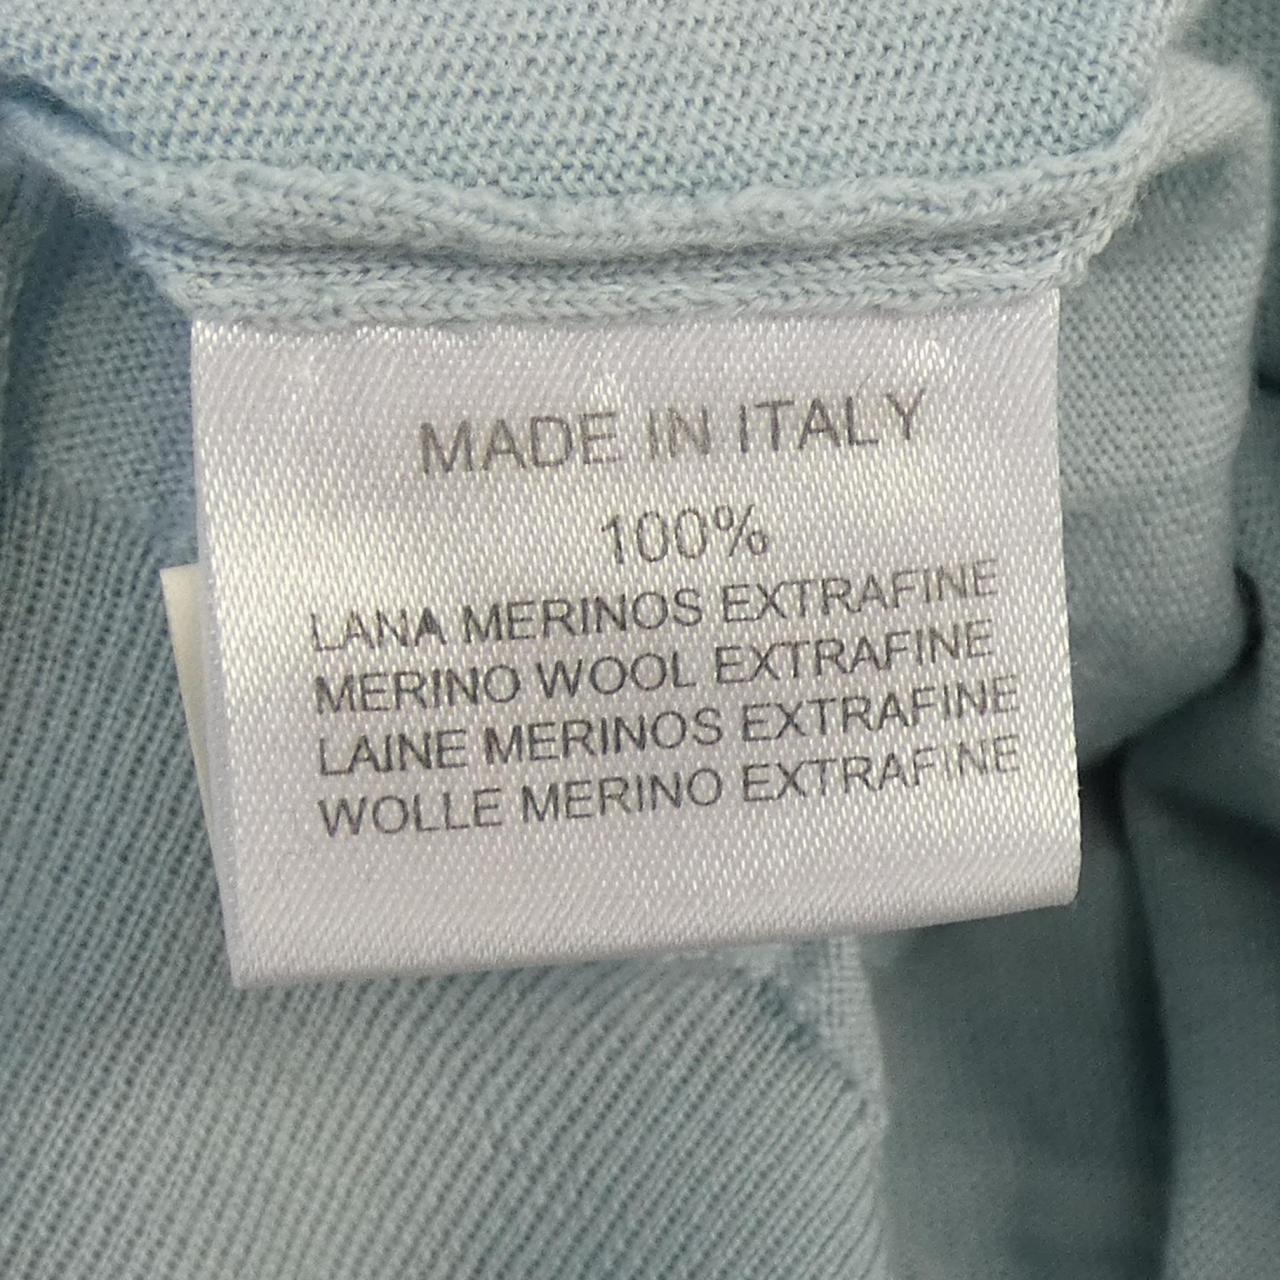 MADE IN ITALY
100%
LANA MERINOS EXTRAFINE
MERINO WOOL EXTRAFINE
LAINE MERINOS EXTRAFINE
WOLLE MERINO EXTRAFINE